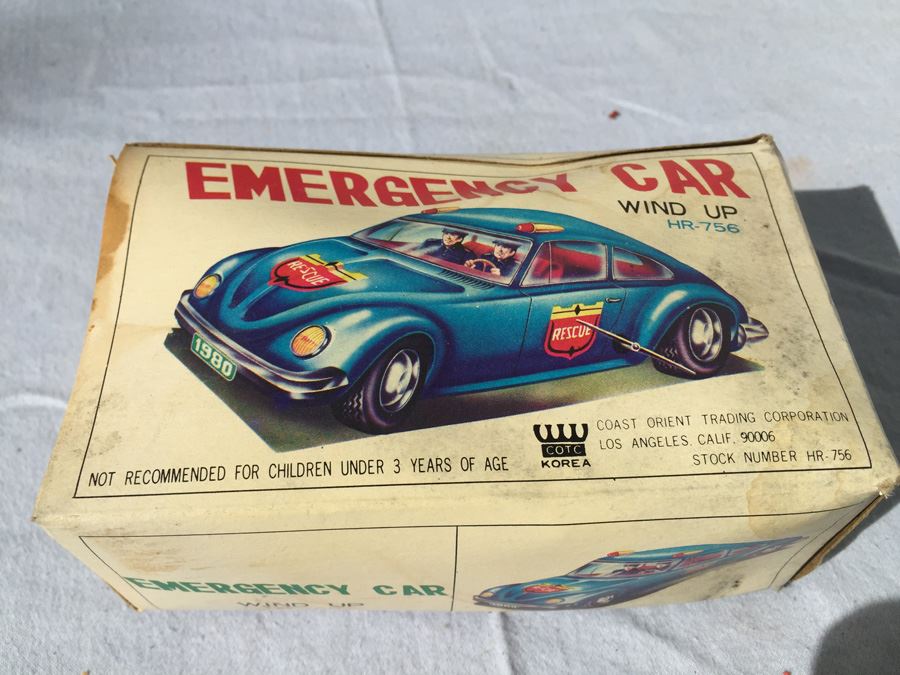 EMERGENCY CAR
WIND UP
HR-756
RESCUE
RESCUE
1980
COAST ORIENT TRADING CORPORATION
LOS ANGELES. CALIF. 90006
STOCK NUMBER HR-756
COTC
KOREA
NOT RECOMMENDED FOR CHILDREN UNDER 3 YEARS OF AGE
EMERGENCY CAR
WIND UP